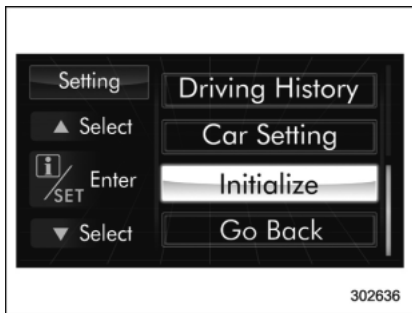 Setting
▲ Select
i/SET Enter
▼ Select
Driving History
Car Setting
Initialize
Go Back
302636